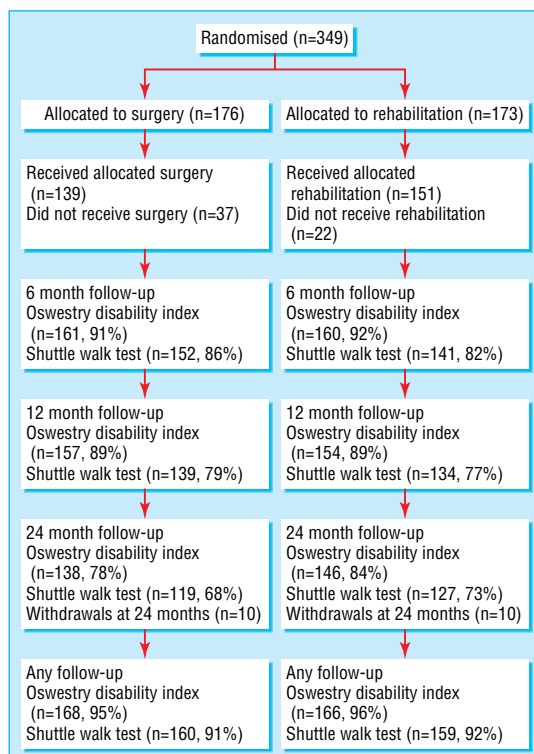 Randomised (n=349)
Allocated to surgery (n=176)
Allocated to rehabilitation (n=173)
Received allocated surgery
(n=139)
Did not receive surgery (n=37)
Received allocated
rehabilitation (n=151)
Did not receive rehabilitation
(n=22)
6 month follow-up
Oswestry disability index
(n=161, 91%)
Shuttle walk test (n=152, 86%)
6 month follow-up
Oswestry disability index
(n=160, 92%)
Shuttle walk test (n=141, 82%)
12 month follow-up
Oswestry disability index
(n=157, 89%)
Shuttle walk test (n=139, 79%)
12 month follow-up
Oswestry disability index
(n=154, 89%)
Shuttle walk test (n=134, 77%)
24 month follow-up
Oswestry disability index
(n=138, 78%)
Shuttle walk test (n=119, 68%)
Withdrawals at 24 months (n=10)
24 month follow-up
Oswestry disability index
(n=146, 84%)
Shuttle walk test (n=127, 73%)
Withdrawals at 24 months (n=10)
Any follow-up
Oswestry disability index
(n=168, 95%)
Shuttle walk test (n=160, 91%)
Any follow-up
Oswestry disability index
(n=166, 96%)
Shuttle walk test (n=159, 92%)